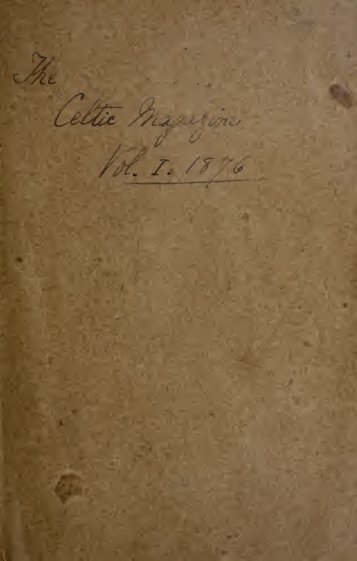 The
Celtic Magazine
Vol. I. 1876